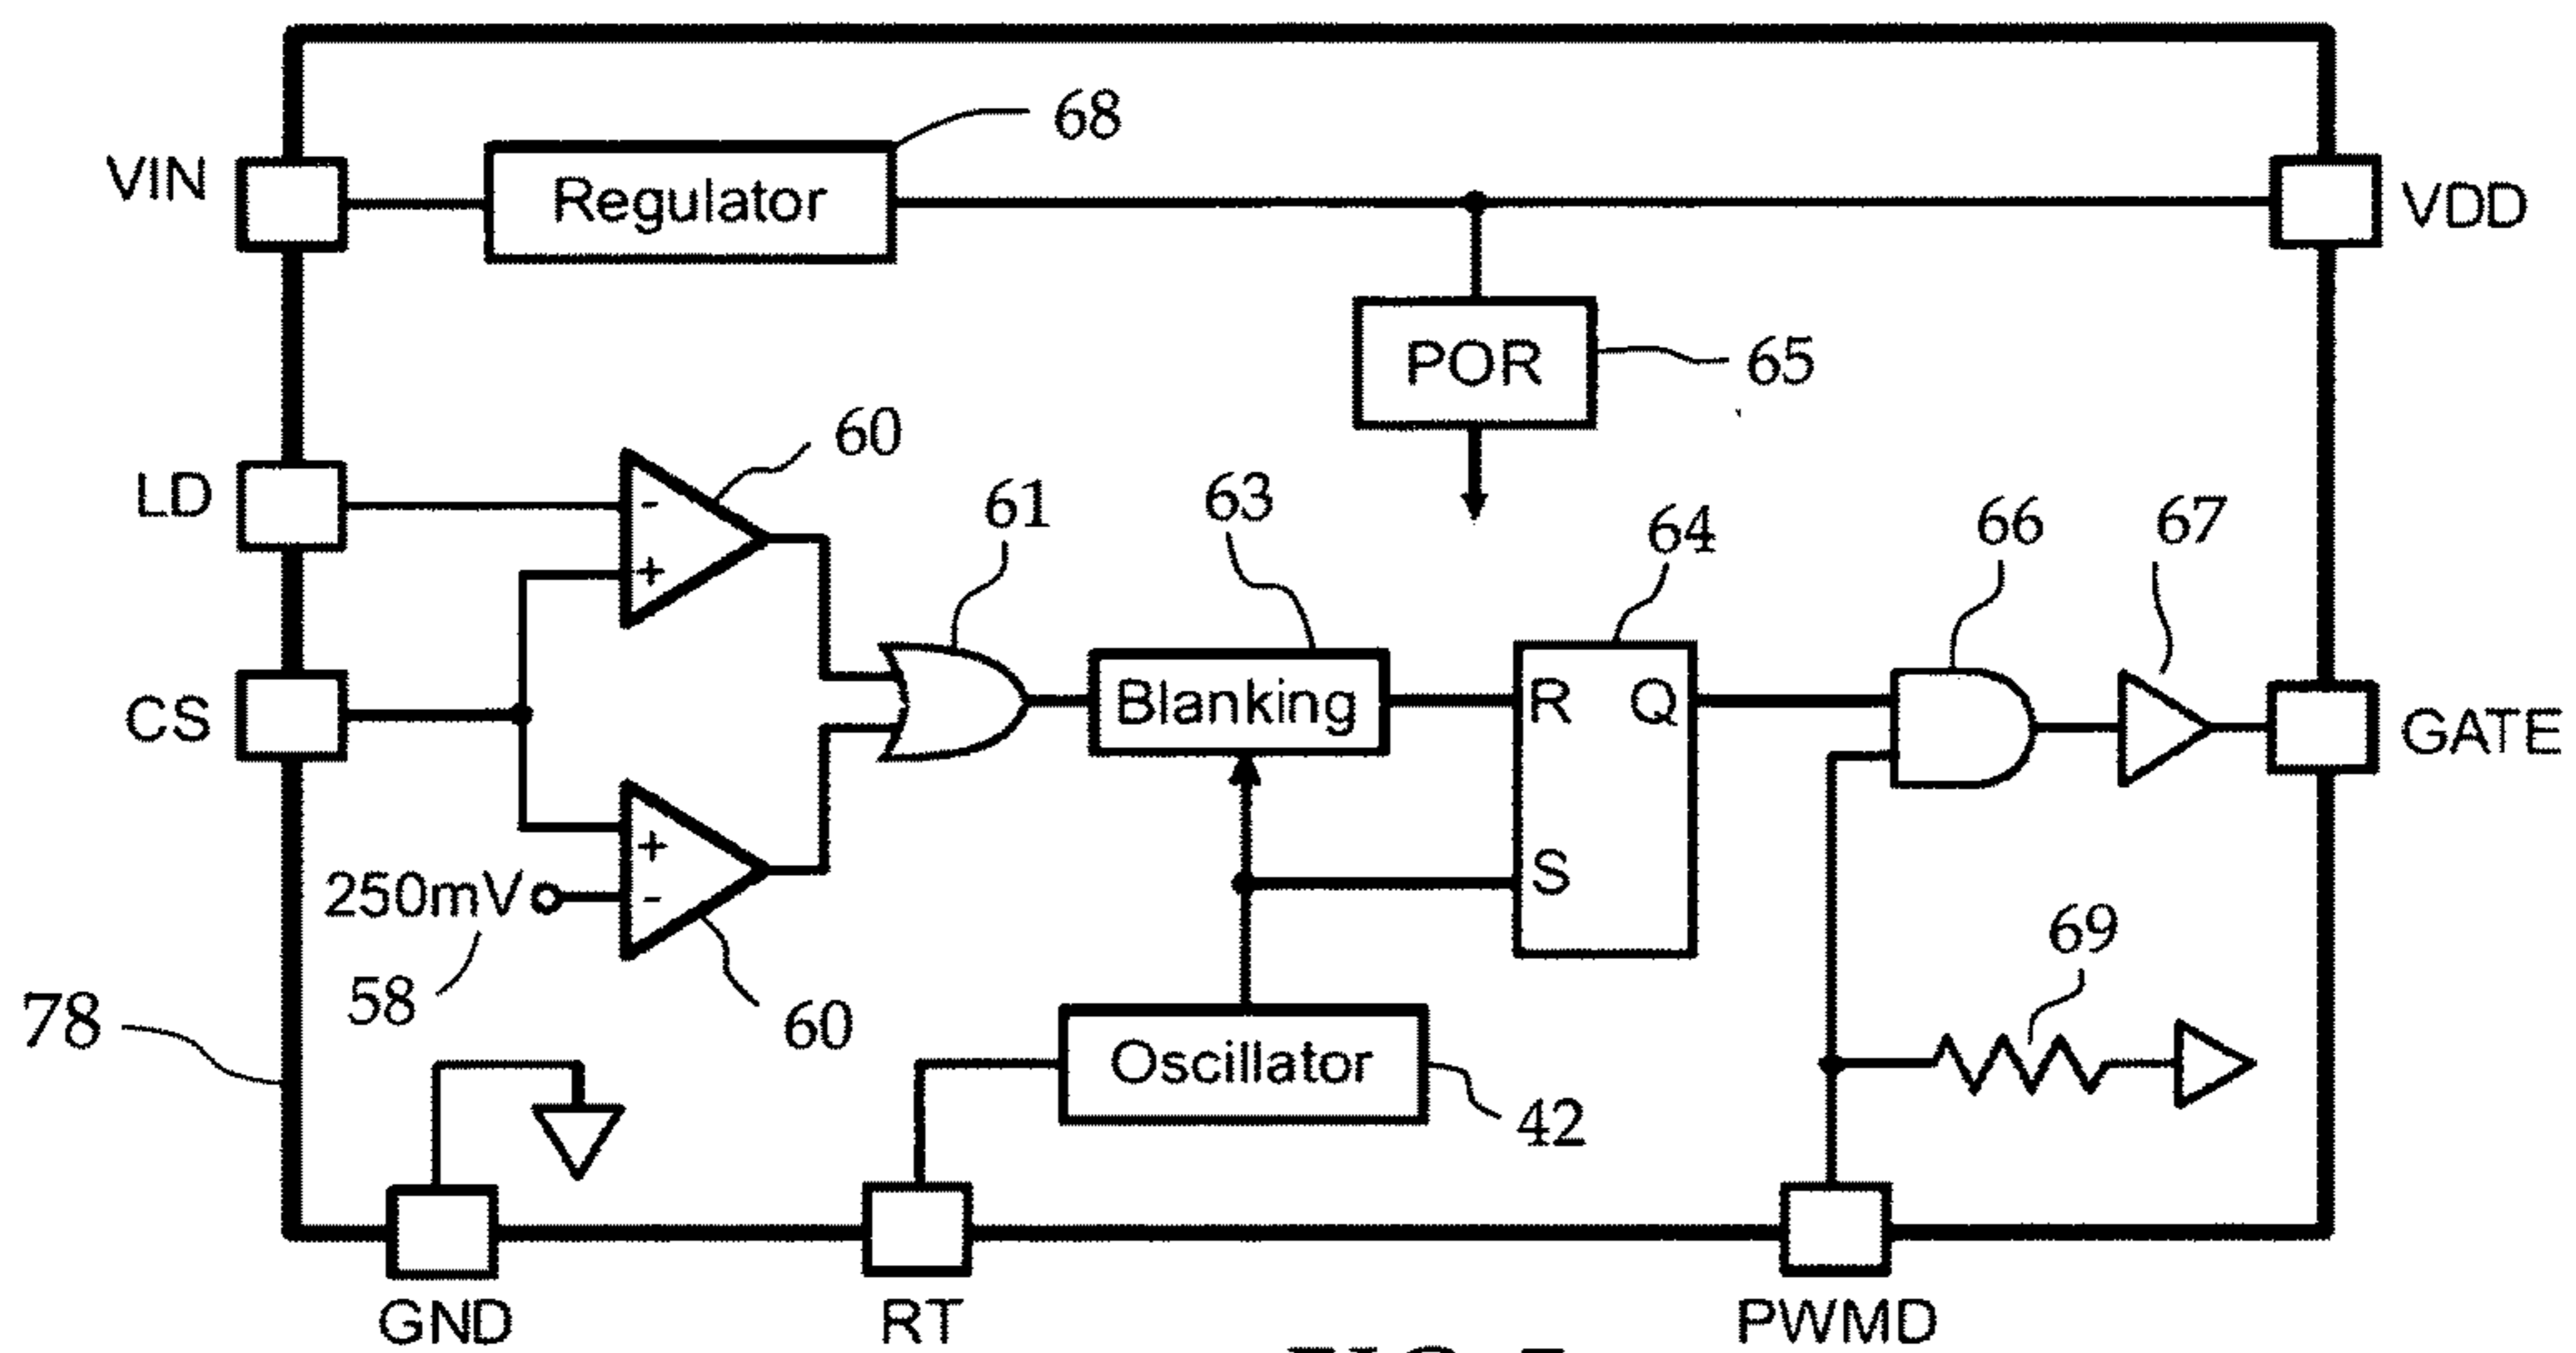 68
VIN
Regulator
VDD
POR
65
60
LD
-
+
61
63
64
66
67
CS
Blanking
R
Q
GATE
+
-
250mV
S
58
60
69
78
Oscillator
42
GND
RT
PWMD